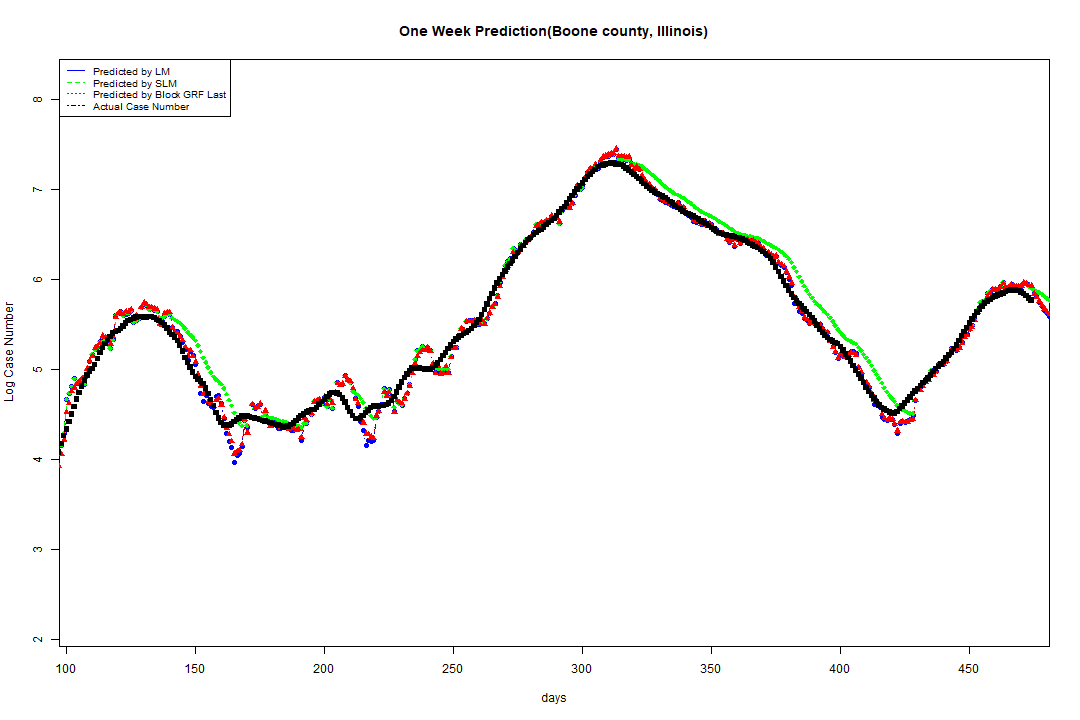 One Week Prediction(Boone county, Illinois)
Predicted by LM
Predicted by SLM
Predicted by Block GRF Last
Actual Case Number
Log Case Number
8
7
6
5
4
3
2
100 150 200 250 300 350 400 450
days